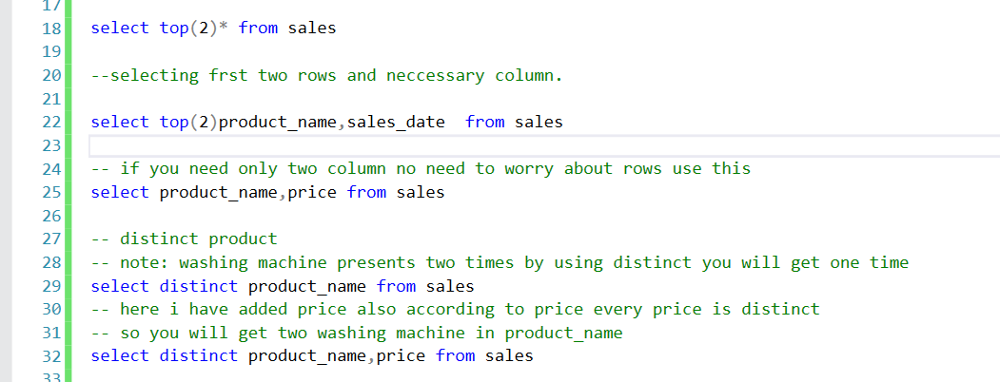 17
18 select top(2)* from sales
19
20 --selecting frst two rows and neccessary column.
21
22 select top(2)product_name,sales_date  from sales
23
24 -- if you need only two column no need to worry about rows use this
25 select product_name,price from sales
26
27 -- distinct product
28 -- note: washing machine presents two times by using distinct you will get one time
29 select distinct product_name from sales
30 -- here i have added price also according to price every price is distinct
31 -- so you will get two washing machine in product_name
32 select distinct product_name,price from sales
33